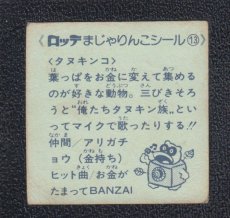 ロッテ まじゃりんこシール ⑬
〈タヌキンコ〉
葉っぱをお金に変えて集める
のが好きな動物。三びきそろう
と“俺たちタヌキン族”といっ
てマイクで歌ったりする!!
仲間/アリガチ
ョウ(金持ち)
ヒット曲/お金が
たまってBANZAI